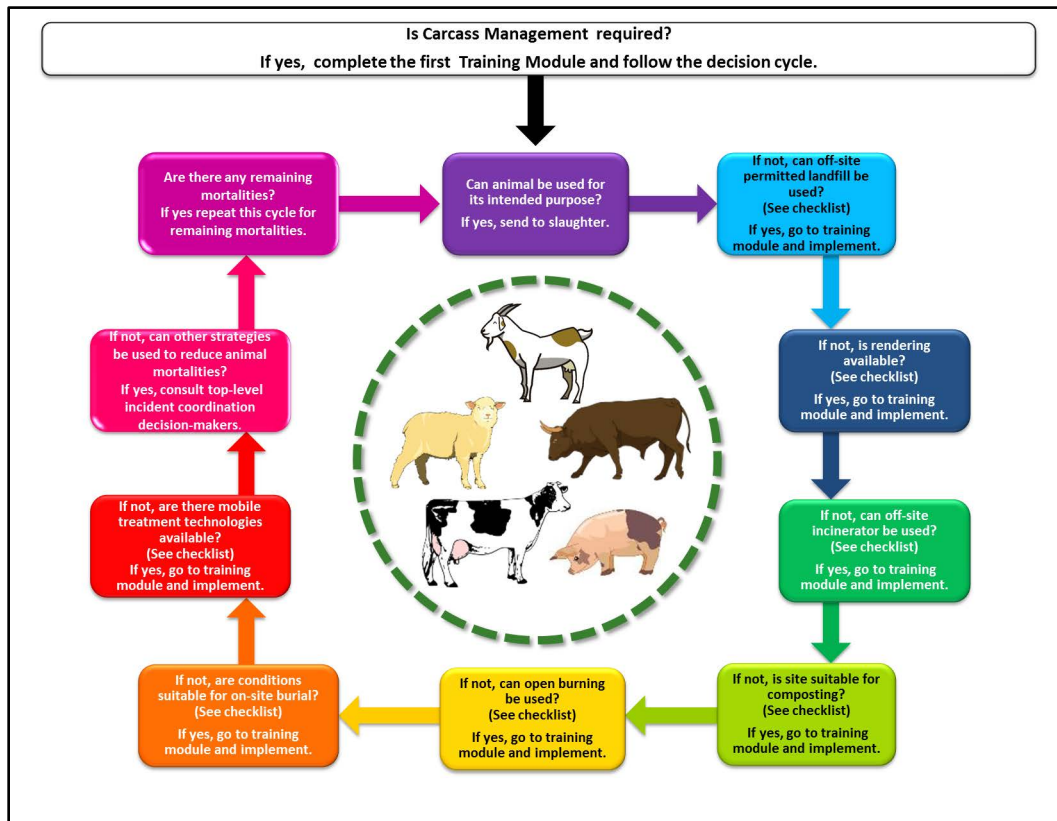 Is Carcass Management required?
If yes, complete the first Training Module and follow the decision cycle.
Are there any remaining
mortalities?
If yes repeat this cycle for
remaining mortalities.
Can animal be used for
its intended purpose?
If yes, send to slaughter.
If not, can off-site
permitted landfill be
used?
(See checklist)
If yes, go to training
module and implement.
If not, is rendering
available?
(See checklist)
If yes, go to training
module and implement.
If not, can off-site
incinerator be used?
(See checklist)
If yes, go to training
module and implement.
If not, is site suitable for
composting?
(See checklist)
If yes, go to training
module and implement.
If not, can open burning
be used?
(See checklist)
If yes, go to training
module and implement.
If not, are conditions
suitable for on-site burial?
(See checklist)
If yes, go to training
module and implement.
If not, are there mobile
treatment technologies
available?
(See checklist)
If yes, go to training
module and implement.
If not, can other strategies
be used to reduce animal
mortalities?
If yes, consult top-level
incident coordination
decision-makers.